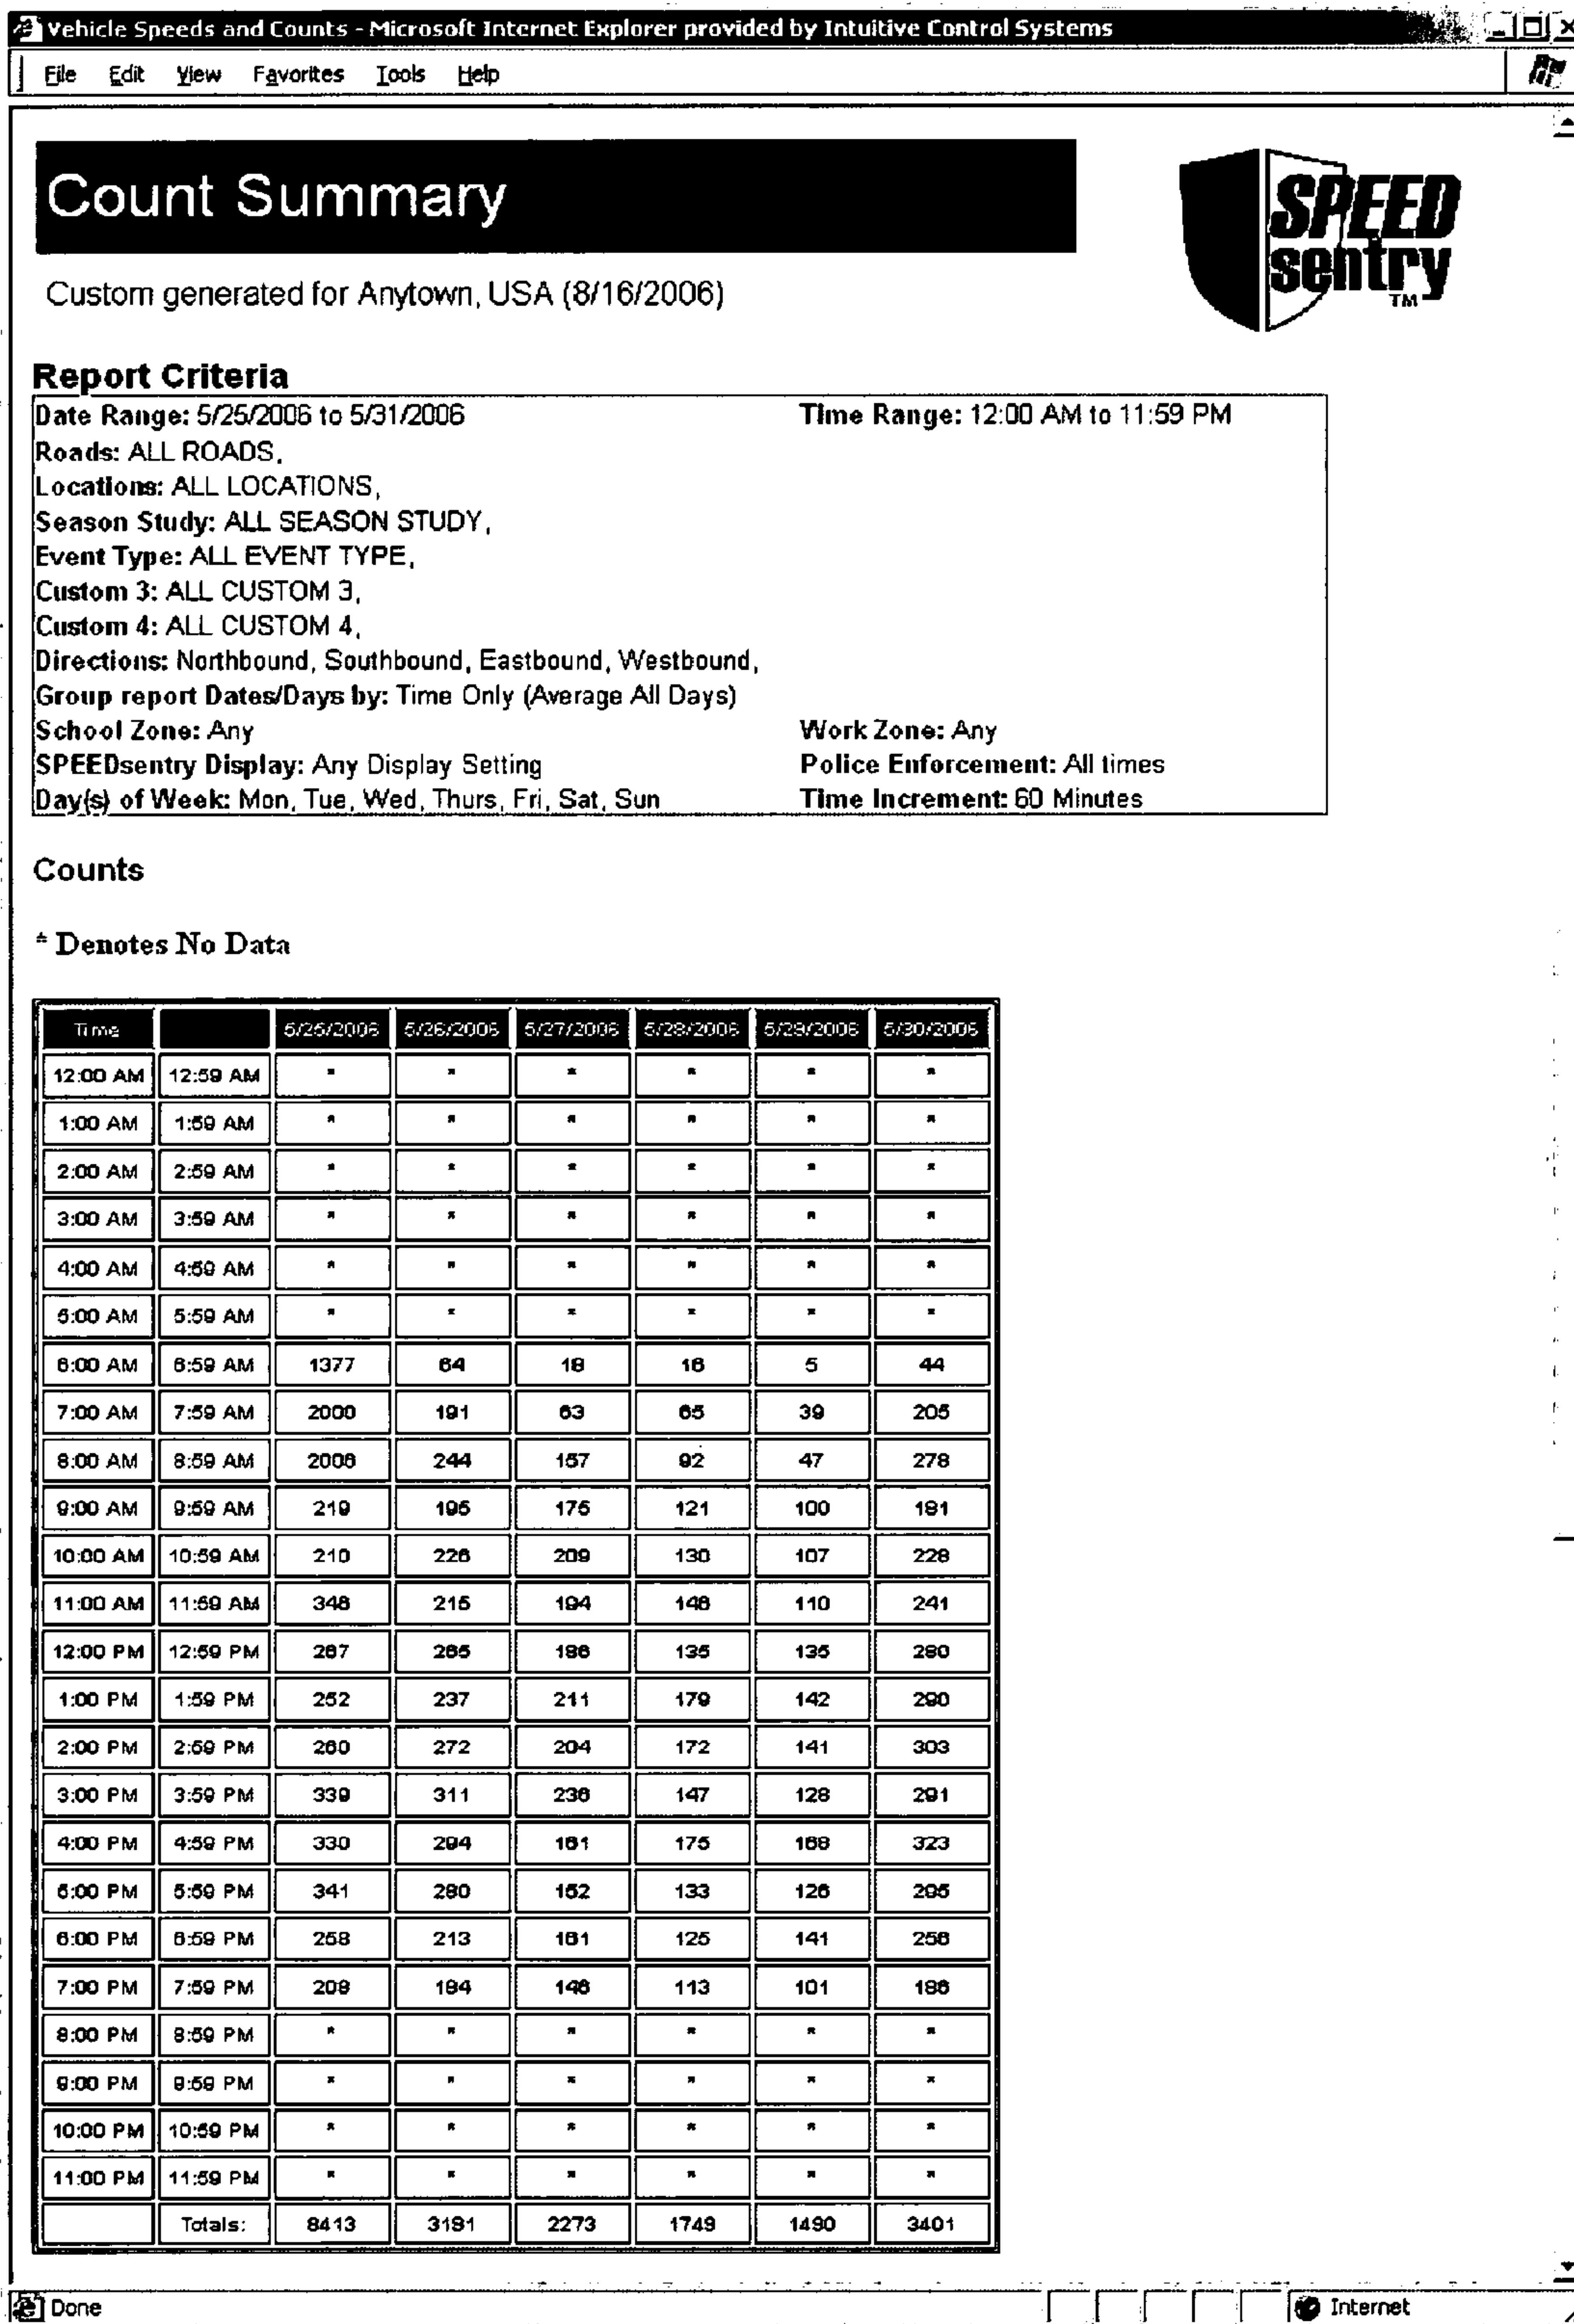 Vehicle Speeds and Counts - Microsoft Internet Explorer provided by Intuitive Control Systems
File Edit View Favorites Tools Help
Count Summary
SPEED
sentry
TM
Custom generated for Anytown, USA (8/16/2006)
Report Criteria
Date Range: 5/25/2006 to 5/31/2006 Time Range: 12:00 AM to 11:59 PM
Roads: ALL ROADS,
Locations: ALL LOCATIONS,
Season Study: ALL SEASON STUDY,
Event Type: ALL EVENT TYPE,
Custom 3: ALL CUSTOM 3,
Custom 4: ALL CUSTOM 4,
Directions: Northbound, Southbound, Eastbound, Westbound,
Group report Dates/Days by: Time Only (Average All Days)
School Zone: Any Work Zone: Any
SPEEDsentry Display: Any Display Setting Police Enforcement: All times
Day(s) of Week: Mon, Tue, Wed, Thurs, Fri, Sat, Sun Time Increment: 60 Minutes
Counts
* Denotes No Data
Time 5/25/2006 5/26/2006 5/27/2006 5/28/2006 5/29/2006 5/30/2006
12:00 AM 12:59 AM * * * * * *
1:00 AM 1:59 AM * * * * * *
2:00 AM 2:59 AM * * * * * *
3:00 AM 3:59 AM * * * * * *
4:00 AM 4:59 AM * * * * * *
5:00 AM 5:59 AM * * * * * *
6:00 AM 6:59 AM 1377 64 18 16 5 44
7:00 AM 7:59 AM 2000 191 63 65 39 205
8:00 AM 8:59 AM 2006 244 157 92 47 278
9:00 AM 9:59 AM 219 195 175 121 100 181
10:00 AM 10:59 AM 210 226 209 130 107 228
11:00 AM 11:59 AM 346 215 194 146 110 241
12:00 PM 12:59 PM 267 265 186 135 135 280
1:00 PM 1:59 PM 252 237 211 179 142 290
2:00 PM 2:59 PM 260 272 204 172 141 303
3:00 PM 3:59 PM 339 311 236 147 128 291
4:00 PM 4:59 PM 330 294 161 175 168 323
5:00 PM 5:59 PM 341 280 152 133 126 295
6:00 PM 6:59 PM 258 213 161 125 141 256
7:00 PM 7:59 PM 208 184 146 113 101 186
8:00 PM 8:59 PM * * * * * *
9:00 PM 9:59 PM * * * * * *
10:00 PM 10:59 PM * * * * * *
11:00 PM 11:59 PM * * * * * *
Totals: 8413 3191 2273 1749 1490 3401
Done Internet